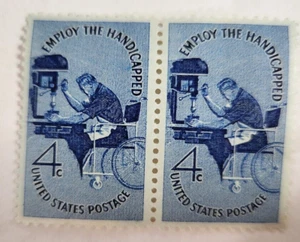 EMPLOY THE HANDICAPPED
4c
UNITED STATES POSTAGE
EMPLOY THE HANDICAPPED
4c
UNITED STATES POSTAGE